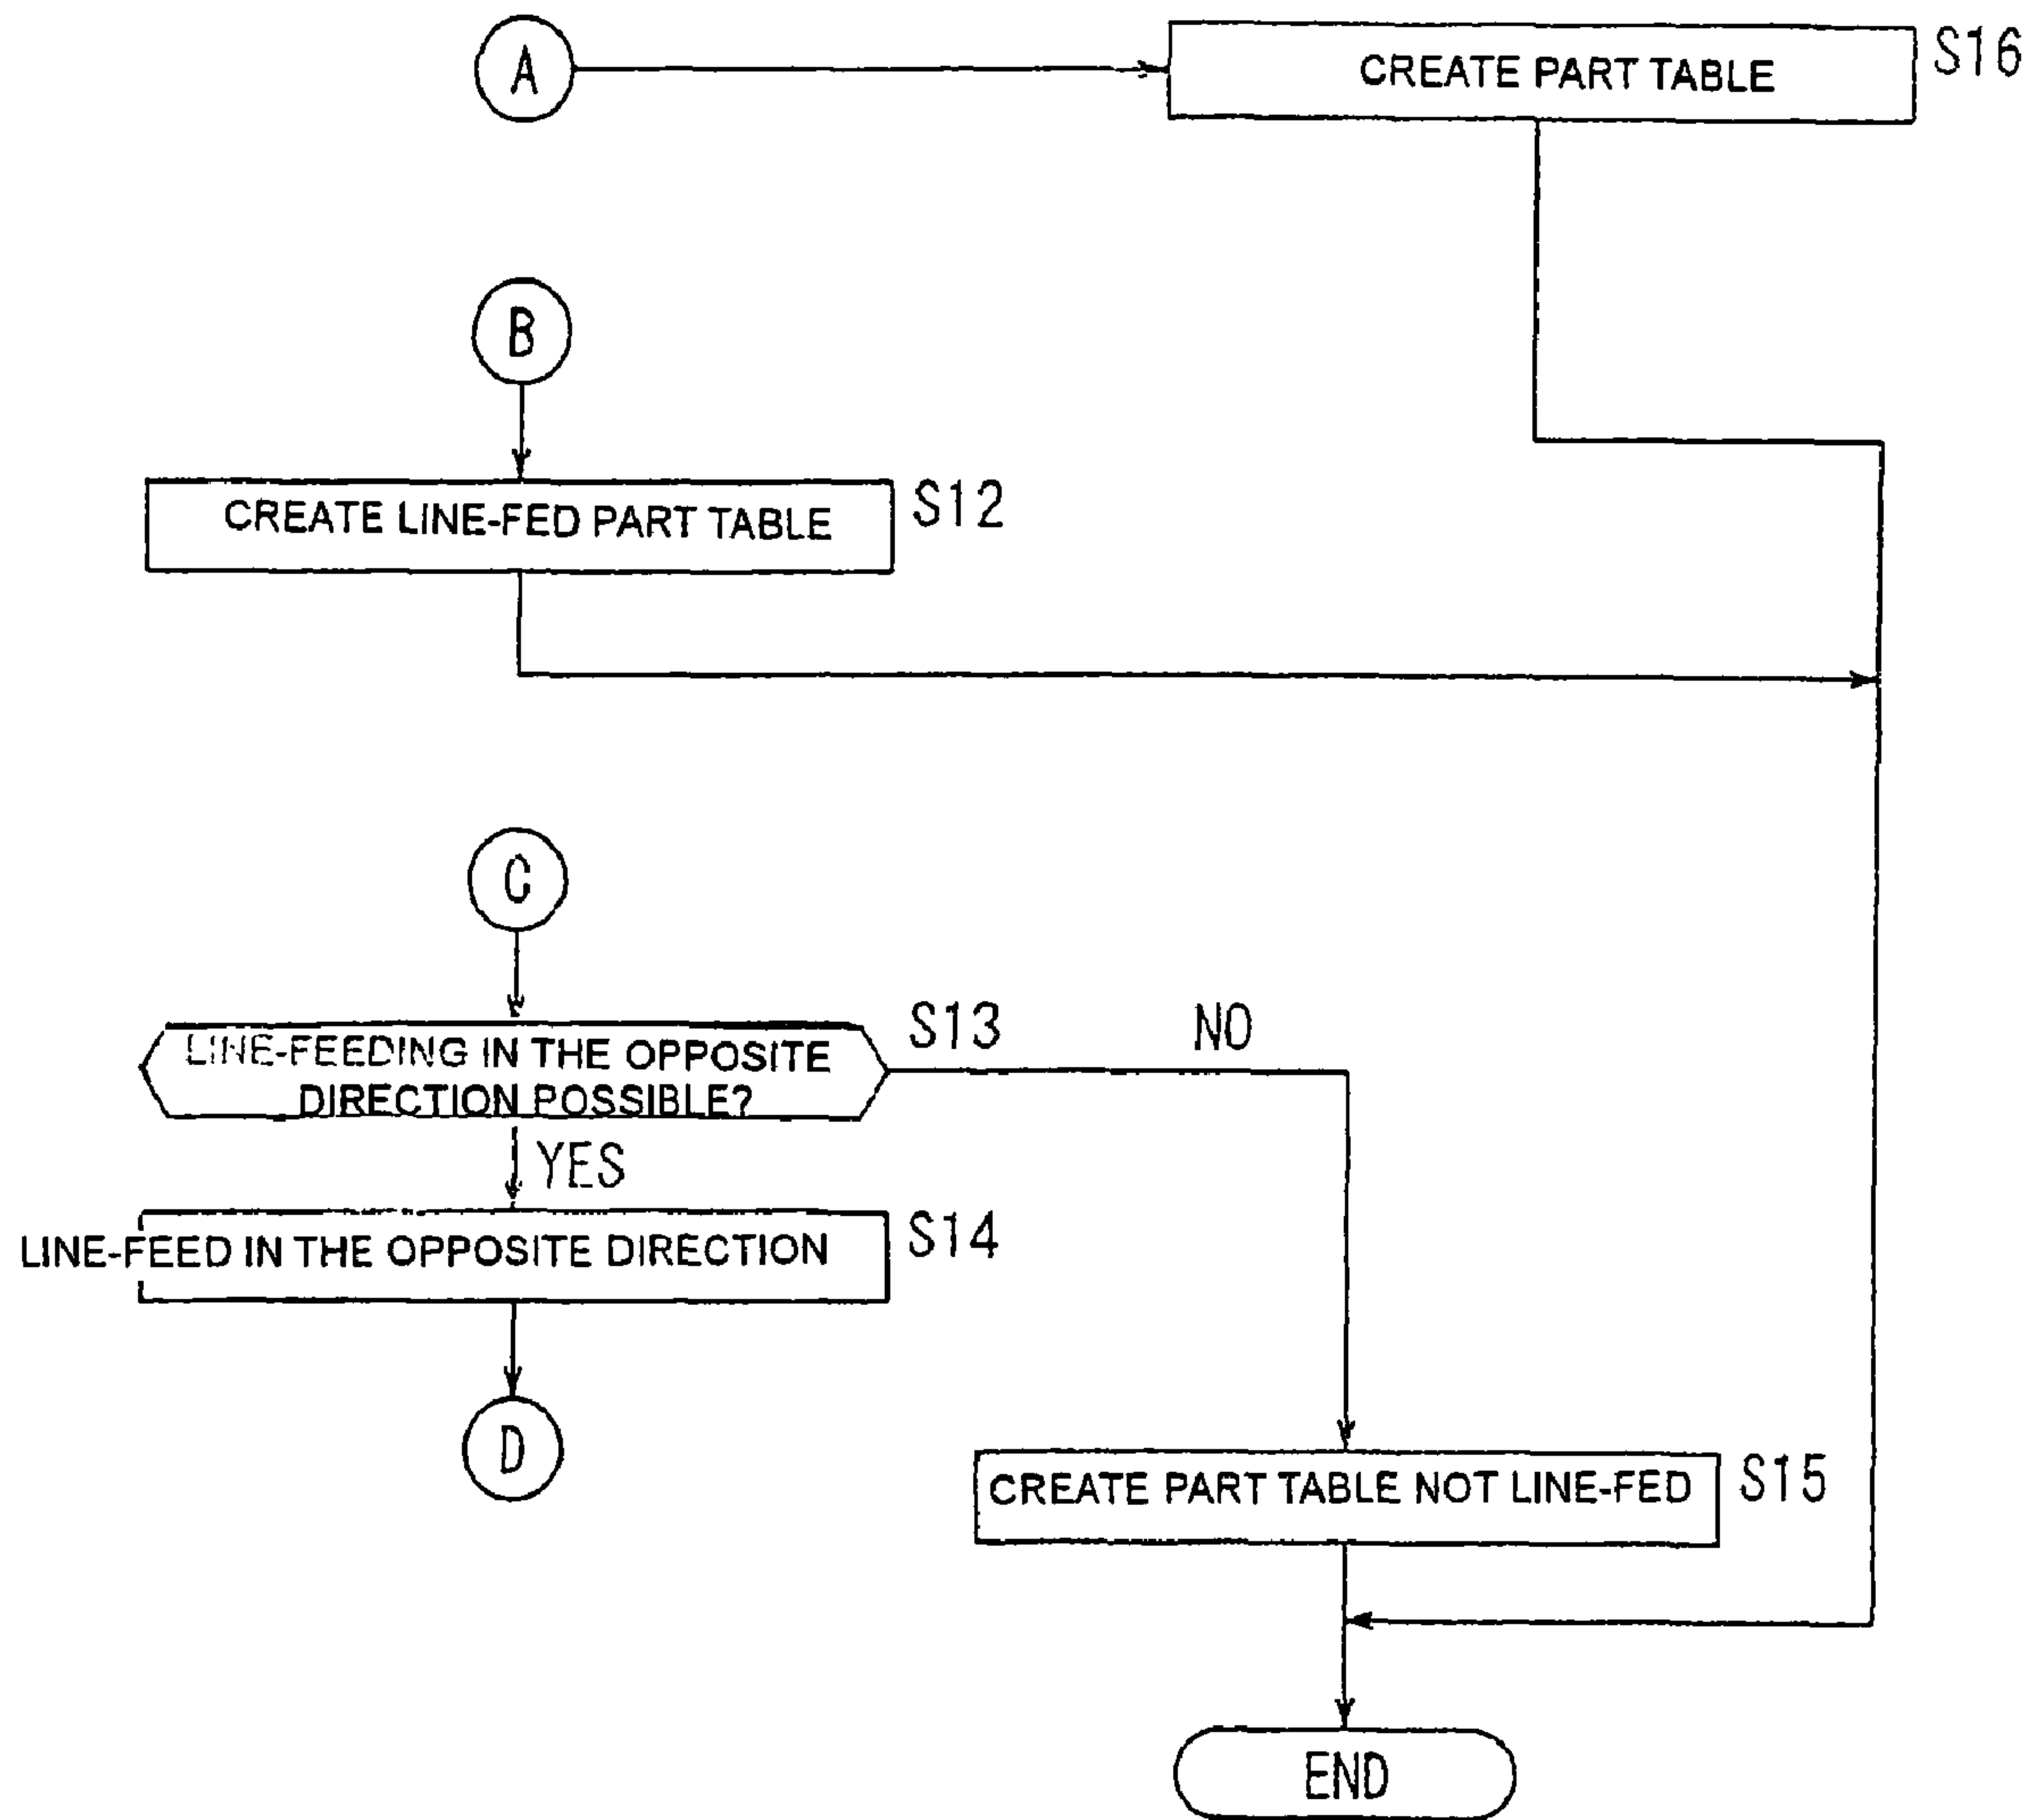 A
CREATE PART TABLE
S16
B
CREATE LINE-FED PART TABLE
S12
C
LINE-FEEDING IN THE OPPOSITE
DIRECTION POSSIBLE?
S13
NO
YES
LINE-FEED IN THE OPPOSITE DIRECTION
S14
D
CREATE PART TABLE NOT LINE-FED
S15
END